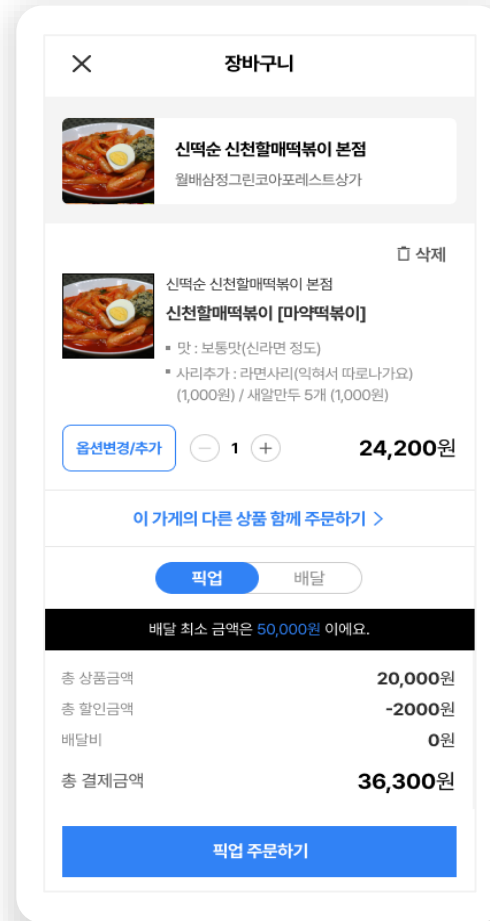 장바구니
신떡순 신천할매떡볶이 본점
월배삼정그린코아포레스트상가
삭제
신떡순 신천할매떡볶이 본점
신천할매떡볶이 [마약떡볶이]
▪ 맛 : 보통맛(신라면 정도)
▪ 사리추가 : 라면사리(익혀서 따로나가요)
(1,000원) / 새알만두 5개 (1,000원)
옵션변경/추가 1 24,200원
이 가게의 다른 상품 함께 주문하기 >
픽업 배달
배달 최소 금액은 50,000원 이에요.
총 상품금액 20,000원
총 할인금액 -2000원
배달비 0원
총 결제금액 36,300원
픽업 주문하기